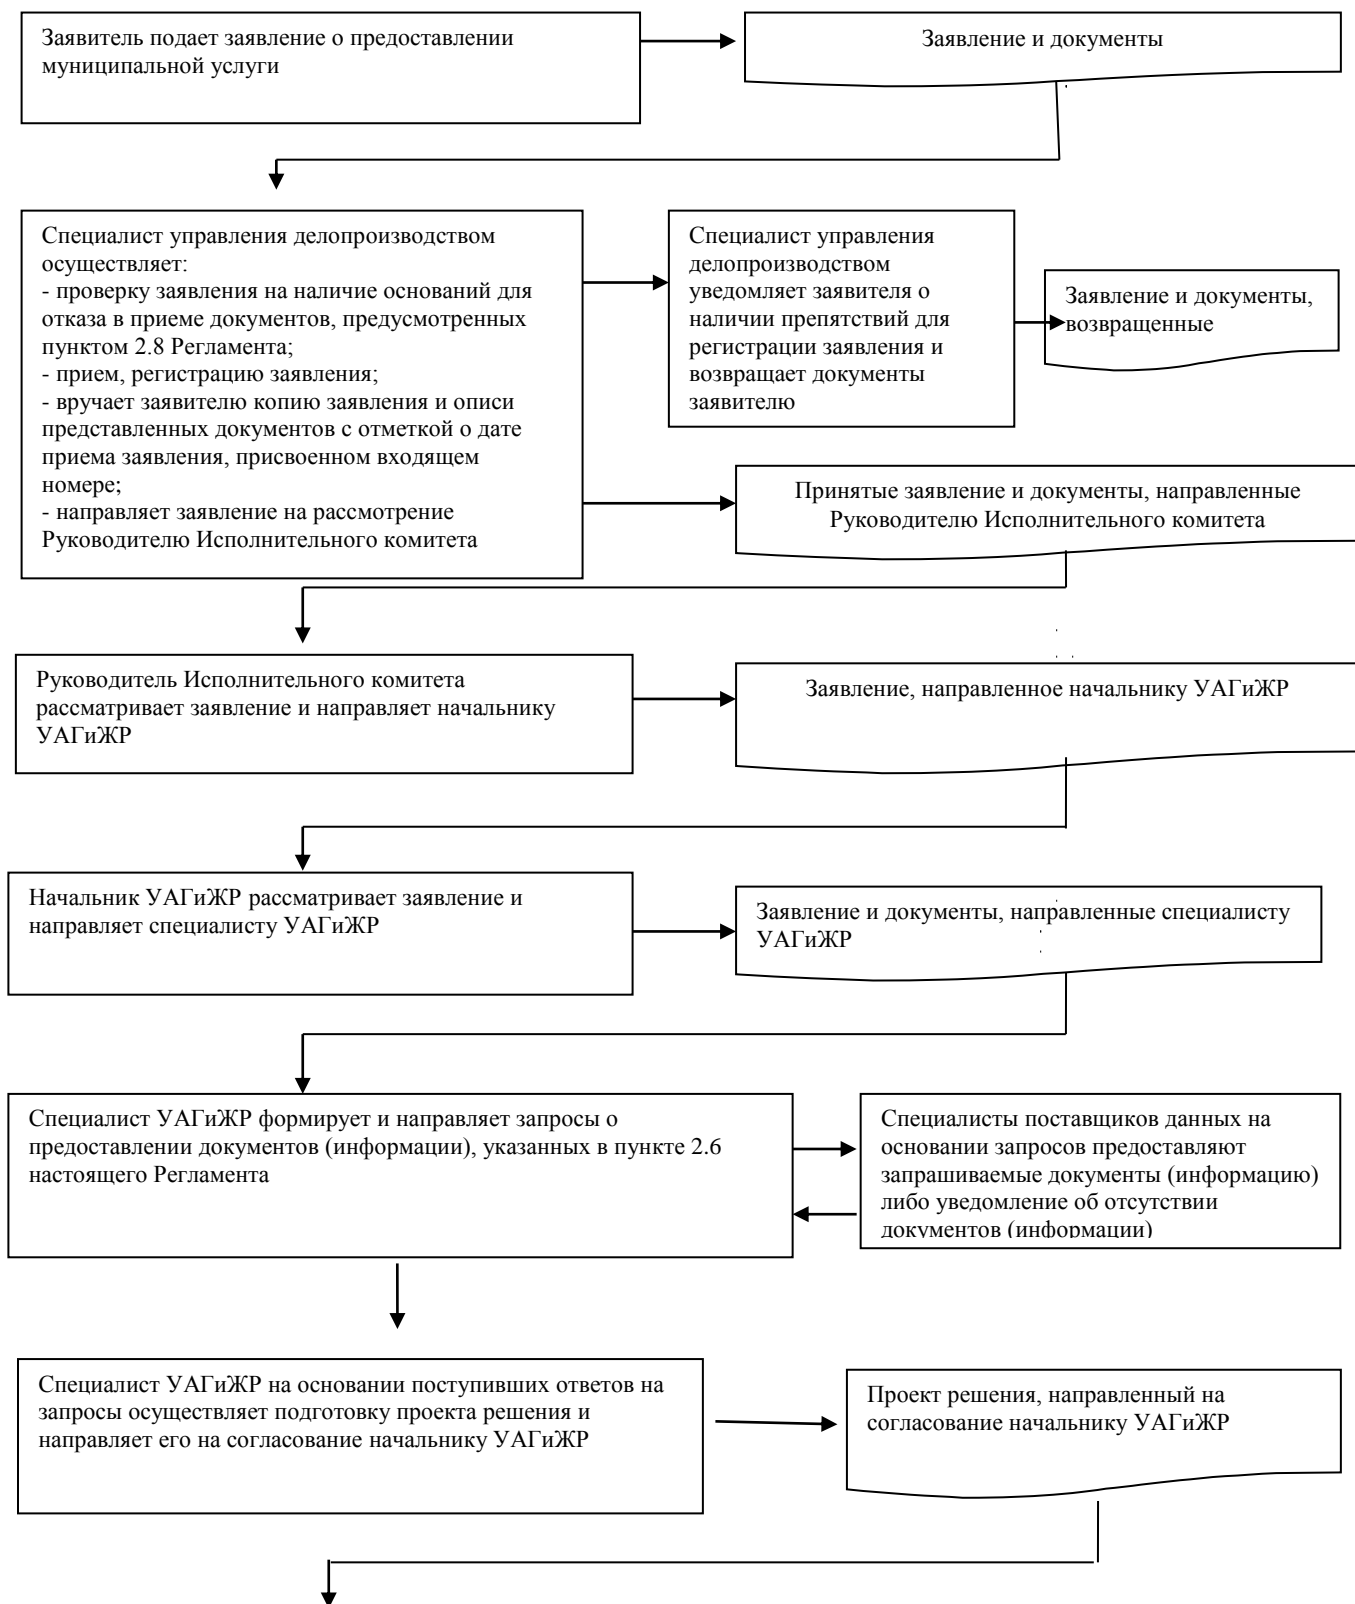 Заявитель подает заявление о предоставлении
муниципальной услуги
Заявление и документы
Специалист управления делопроизводством
осуществляет:
- проверку заявления на наличие оснований для
отказа в приеме документов, предусмотренных
пунктом 2.8 Регламента;
- прием, регистрацию заявления;
- вручает заявителю копию заявления и описи
представленных документов с отметкой о дате
приема заявления, присвоенном входящем
номере;
- направляет заявление на рассмотрение
Руководителю Исполнительного комитета
Специалист управления
делопроизводством
уведомляет заявителя о
наличии препятствий для
регистрации заявления и
возвращает документы
заявителю
Заявление и документы,
возвращенные
Принятые заявление и документы, направленные
Руководителю Исполнительного комитета
Руководитель Исполнительного комитета
рассматривает заявление и направляет начальнику
УАГиЖР
Заявление, направленное начальнику УАГиЖР
Начальник УАГиЖР рассматривает заявление и
направляет специалисту УАГиЖР
Заявление и документы, направленные специалисту
УАГиЖР
Специалист УАГиЖР формирует и направляет запросы о
предоставлении документов (информации), указанных в пункте 2.6
настоящего Регламента
Специалисты поставщиков данных на
основании запросов предоставляют
запрашиваемые документы (информацию)
либо уведомление об отсутствии
документов (информации)
Специалист УАГиЖР на основании поступивших ответов на
запросы осуществляет подготовку проекта решения и
направляет его на согласование начальнику УАГиЖР
Проект решения, направленный на
согласование начальнику УАГиЖР